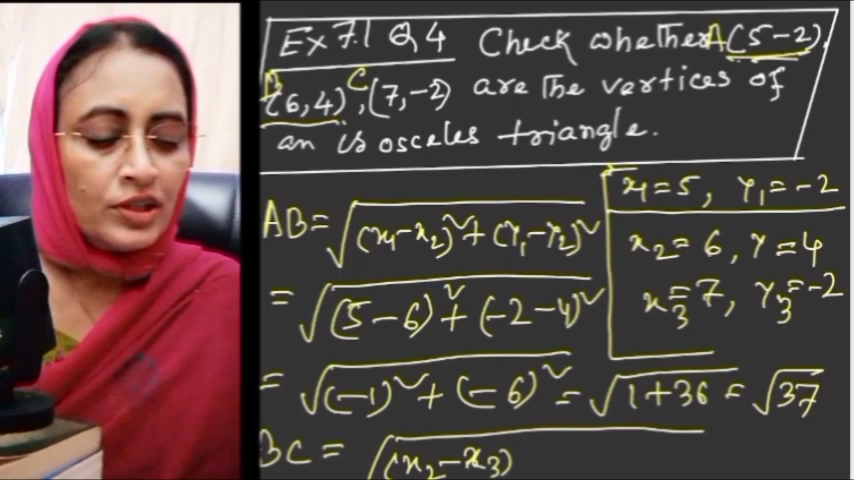 Ex 7.1 Q 4 Check whether A(5-2),
B(6,4), C(7,-2) are the vertices of
an isosceles triangle.
x₁=5, Y₁=-2
AB=√(x₁-x₂)²+(Y₁-Y₂)²
x₂=6, Y=4
=√(5-6)²+(-2-4)²
x₃=7, Y₃=-2
=√(-1)²+(-6)²=√1+36=√37
BC=√(x₂-x₃)